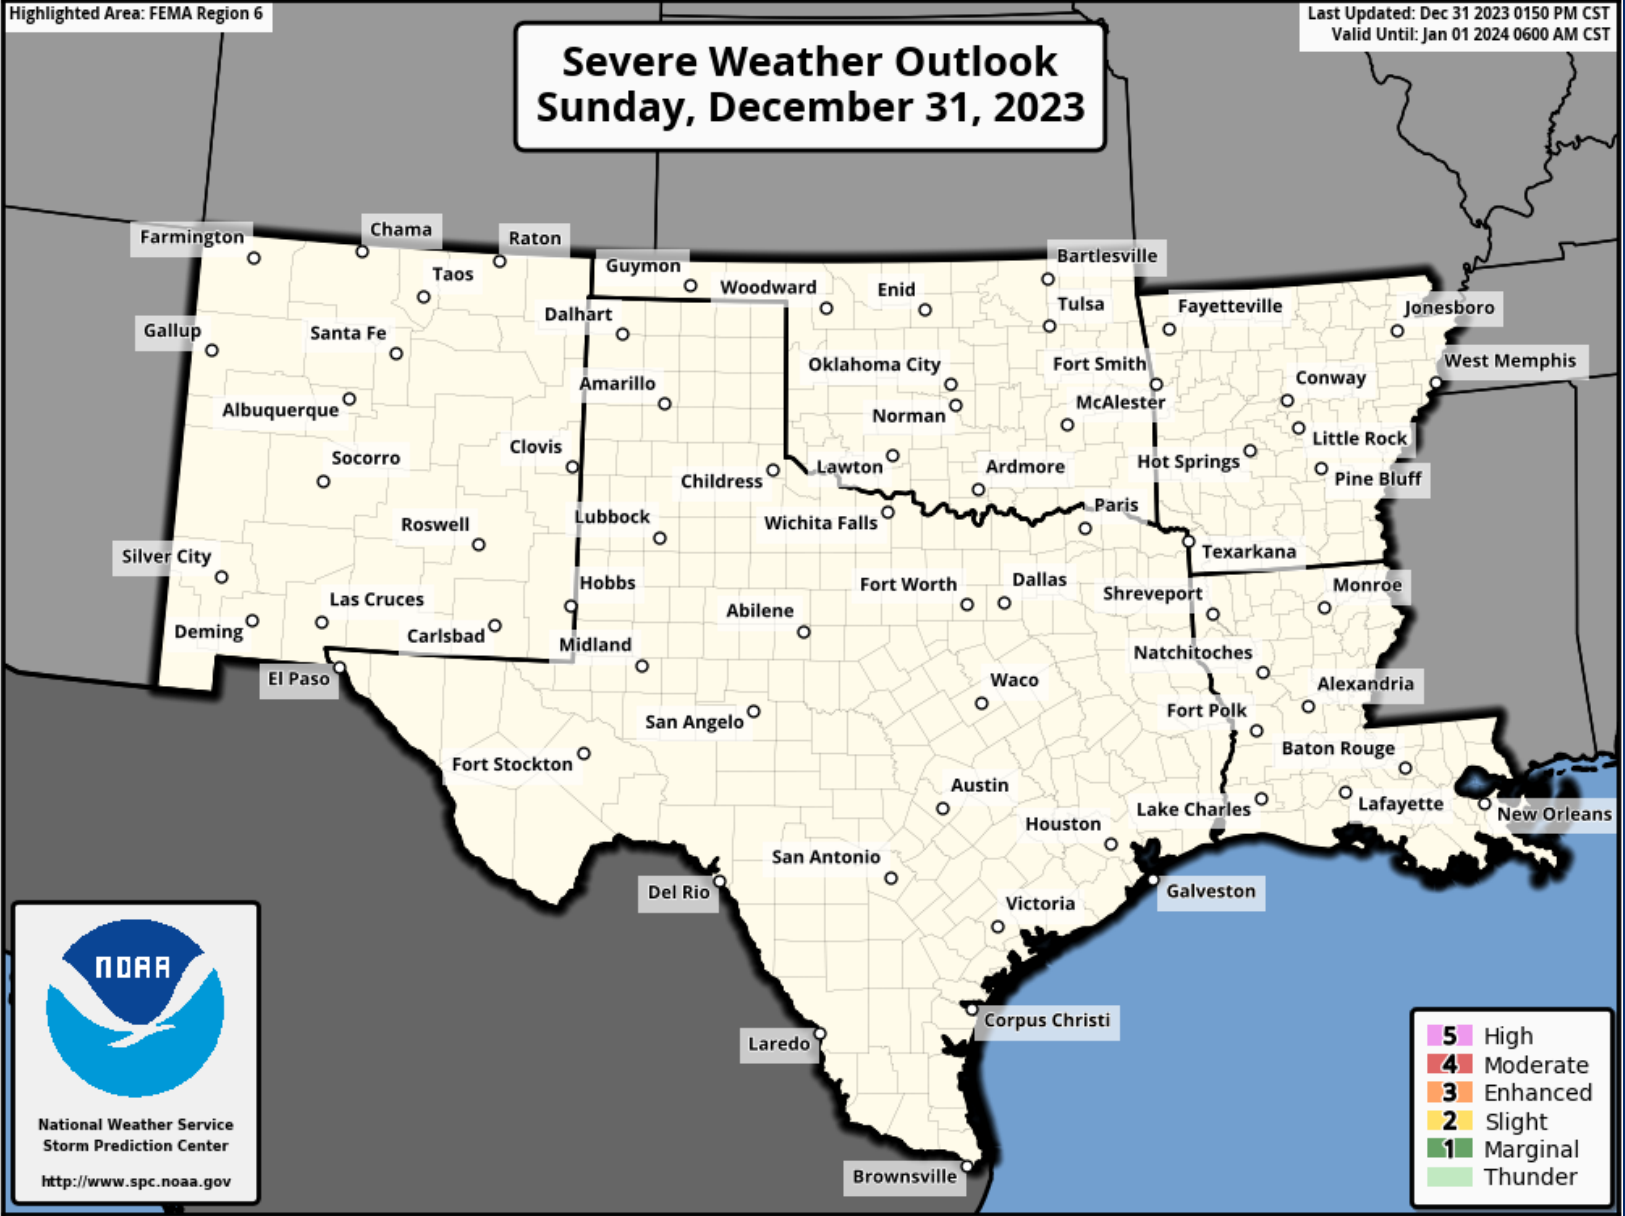 Highlighted Area: FEMA Region 6
Last Updated: Dec 31 2023 0150 PM CST
Valid Until: Jan 01 2024 0600 AM CST
Severe Weather Outlook
Sunday, December 31, 2023
Farmington
Chama
Raton
Taos
Guymon
Woodward
Enid
Bartlesville
Tulsa
Fayetteville
Jonesboro
Gallup
Santa Fe
Dalhart
Oklahoma City
Fort Smith
West Memphis
Conway
Albuquerque
Amarillo
Norman
McAlester
Little Rock
Socorro
Clovis
Childress
Lawton
Ardmore
Hot Springs
Pine Bluff
Roswell
Lubbock
Wichita Falls
Paris
Texarkana
Silver City
Las Cruces
Hobbs
Abilene
Fort Worth
Dallas
Shreveport
Monroe
Deming
Carlsbad
Midland
Natchitoches
El Paso
San Angelo
Waco
Alexandria
Fort Polk
Fort Stockton
Baton Rouge
Austin
Lake Charles
Lafayette
New Orleans
Houston
San Antonio
Del Rio
Galveston
Victoria
Corpus Christi
Laredo
Brownsville
NOAA
National Weather Service
Storm Prediction Center
http://www.spc.noaa.gov
5 High
4 Moderate
3 Enhanced
2 Slight
1 Marginal
Thunder